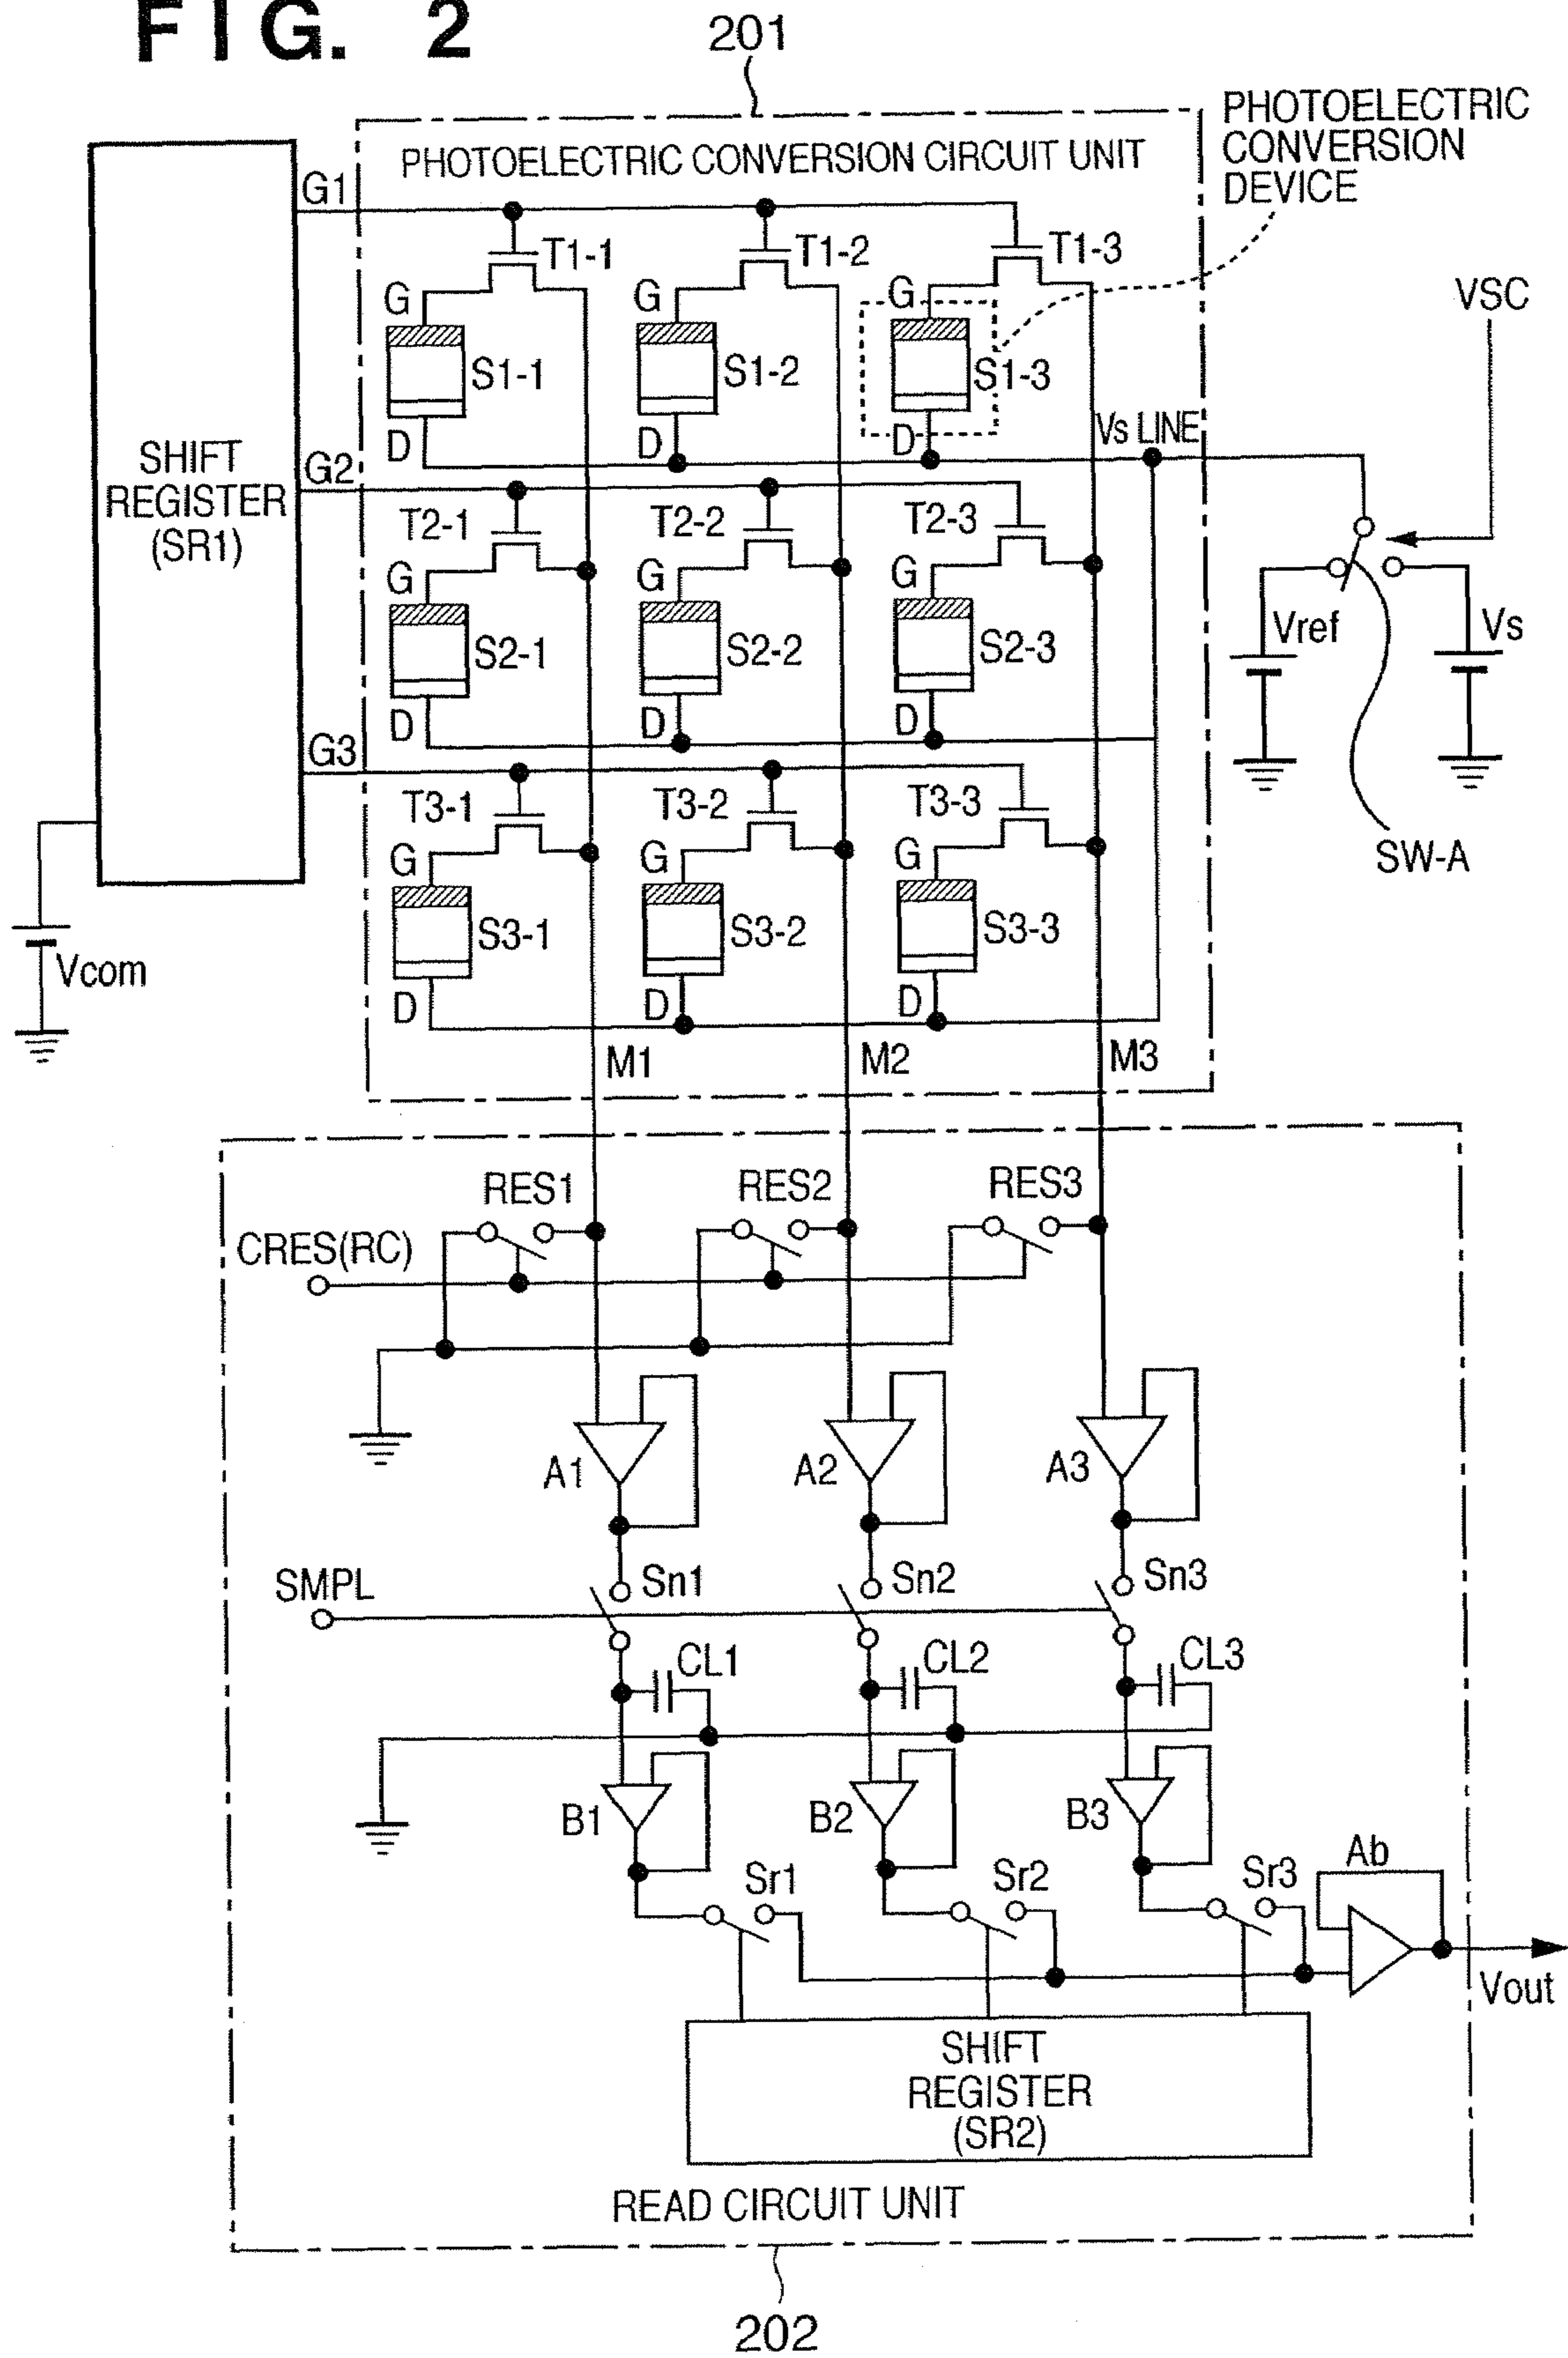 FIG. 2
201
PHOTOELECTRIC
CONVERSION
DEVICE
PHOTOELECTRIC CONVERSION CIRCUIT UNIT
G1
T1-1
T1-2
T1-3
G
G
G
VSC
S1-1
S1-2
S1-3
D
D
D
Vs LINE
SHIFT
REGISTER
(SR1)
G2
T2-1
T2-2
T2-3
G
G
G
Vref
Vs
S2-1
S2-2
S2-3
D
D
D
G3
T3-1
T3-2
T3-3
SW-A
G
G
G
S3-1
S3-2
S3-3
Vcom
D
D
D
M1
M2
M3
RES1
RES2
RES3
CRES(RC)
A1
A2
A3
SMPL
Sn1
Sn2
Sn3
CL1
CL2
CL3
B1
B2
B3
Ab
Sr1
Sr2
Sr3
Vout
SHIFT
REGISTER
(SR2)
READ CIRCUIT UNIT
202